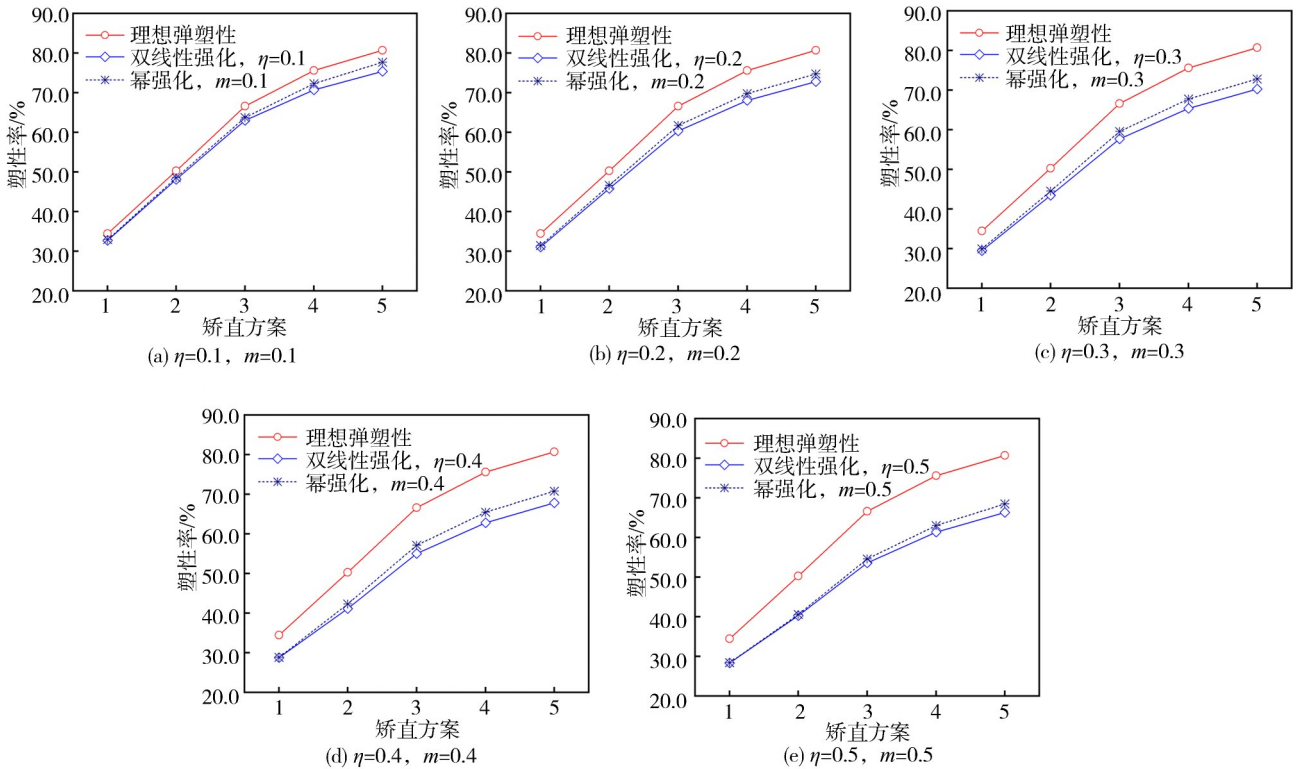 90.0
80.0
70.0
60.0
50.0
40.0
30.0
20.0
塑性率/%
理想弹塑性
双线性强化，η=0.1
幂强化，m=0.1
1 2 3 4 5
矫直方案
(a) η=0.1，m=0.1
90.0
80.0
70.0
60.0
50.0
40.0
30.0
20.0
塑性率/%
理想弹塑性
双线性强化，η=0.2
幂强化，m=0.2
1 2 3 4 5
矫直方案
(b) η=0.2，m=0.2
90.0
80.0
70.0
60.0
50.0
40.0
30.0
20.0
塑性率/%
理想弹塑性
双线性强化，η=0.3
幂强化，m=0.3
1 2 3 4 5
矫直方案
(c) η=0.3，m=0.3
90.0
80.0
70.0
60.0
50.0
40.0
30.0
20.0
塑性率/%
理想弹塑性
双线性强化，η=0.4
幂强化，m=0.4
1 2 3 4 5
矫直方案
(d) η=0.4，m=0.4
90.0
80.0
70.0
60.0
50.0
40.0
30.0
20.0
塑性率/%
理想弹塑性
双线性强化，η=0.5
幂强化，m=0.5
1 2 3 4 5
矫直方案
(e) η=0.5，m=0.5